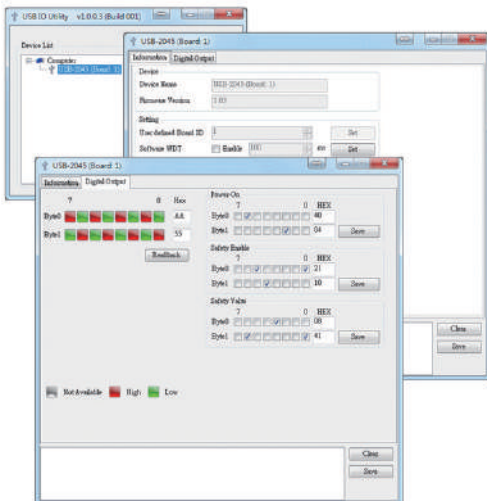 USB IO Utility v1.0.0.3 (Build 001)
Device List
Computer
USB-2045 (Board: 1)
USB-2045 (Board: 1)
Information
Digital Output
Device
Device Name
USB-2045 (Board: 1)
Firmware Version
Setting
User defined Board ID
1
Set
Software WDT
Enable
100
ms
Set
Clear
Save
USB-2045 (Board: 1)
Information
Digital Output
7 0 Hex
Byte0 AA
Byte1 55
Readback
Power-On
7 0 HEX
Byte0 40
Byte1 04 Save
Safety Enable
7 0 HEX
Byte0 21
Byte1 10 Save
Safety Value
7 0 HEX
Byte0 08
Byte1 41 Save
Not Available High Low
Clear
Save